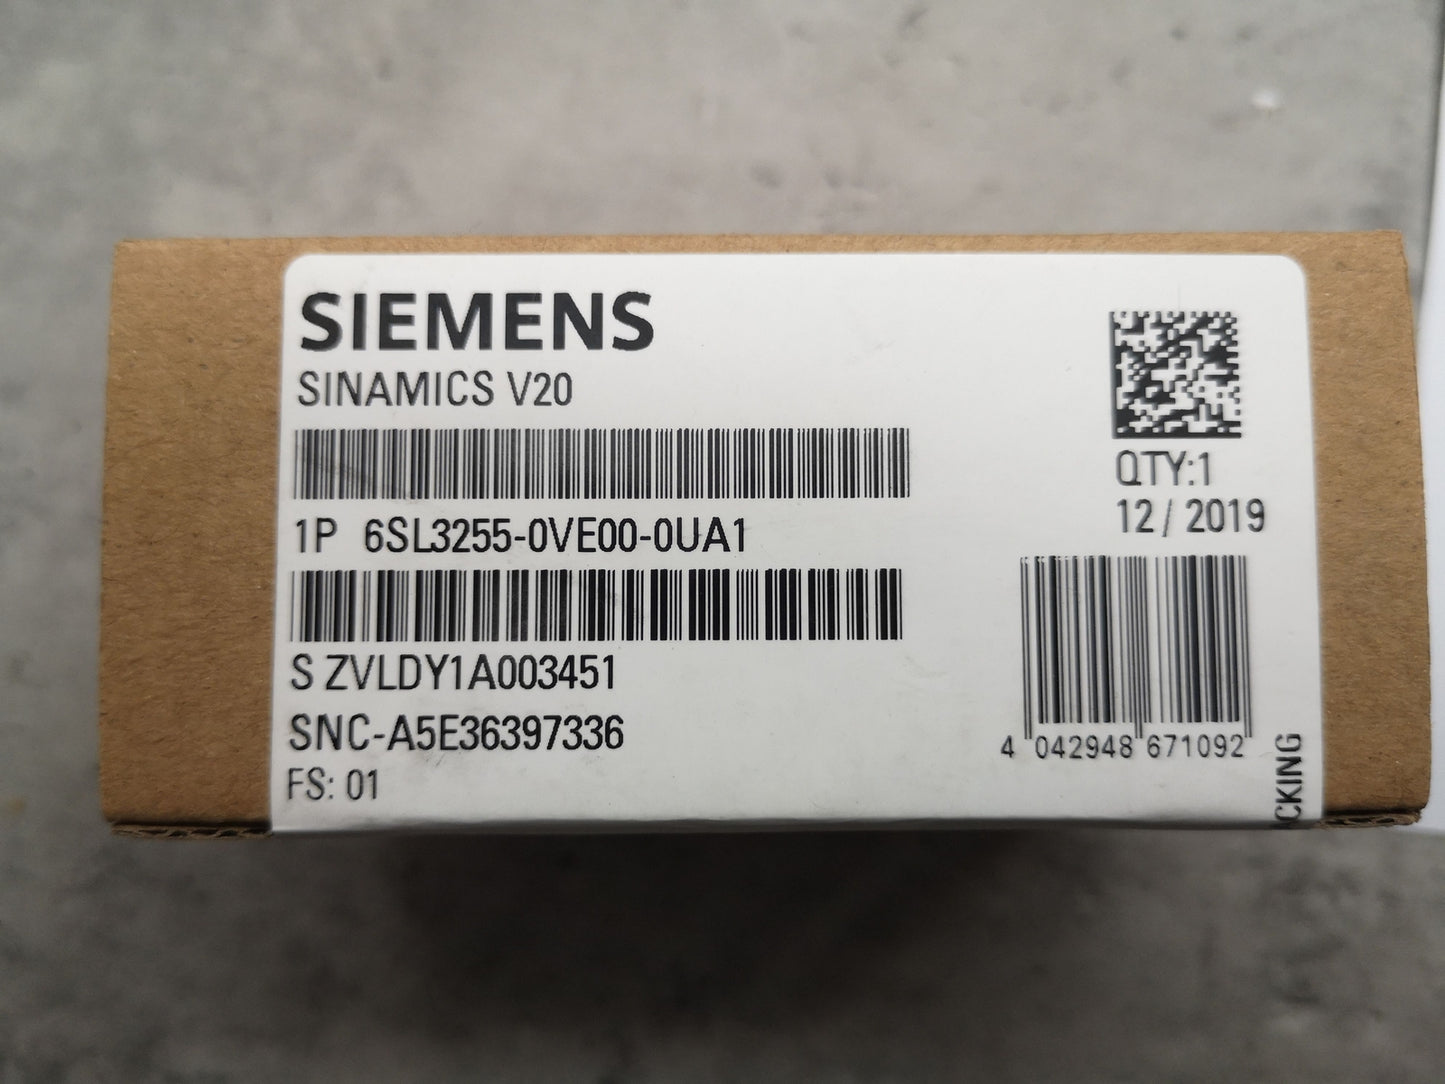 SIEMENS
SINAMICS V20
1P 6SL3255-0VE00-0UA1
S ZVLDY1A003451
SNC-A5E36397336
FS: 01
QTY:1
12 / 2019
4 042948 671092